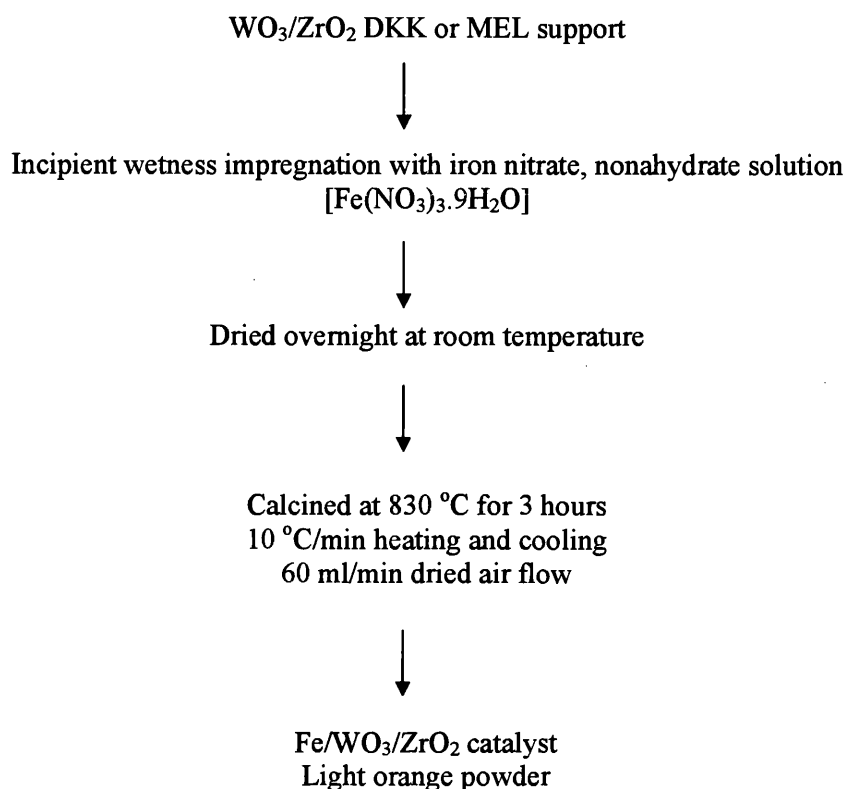 WO₃/ZrO₂ DKK or MEL support
Incipient wetness impregnation with iron nitrate, nonahydrate solution
[Fe(NO₃)₃.9H₂O]
Dried overnight at room temperature
Calcined at 830 °C for 3 hours
10 °C/min heating and cooling
60 ml/min dried air flow
Fe/WO₃/ZrO₂ catalyst
Light orange powder